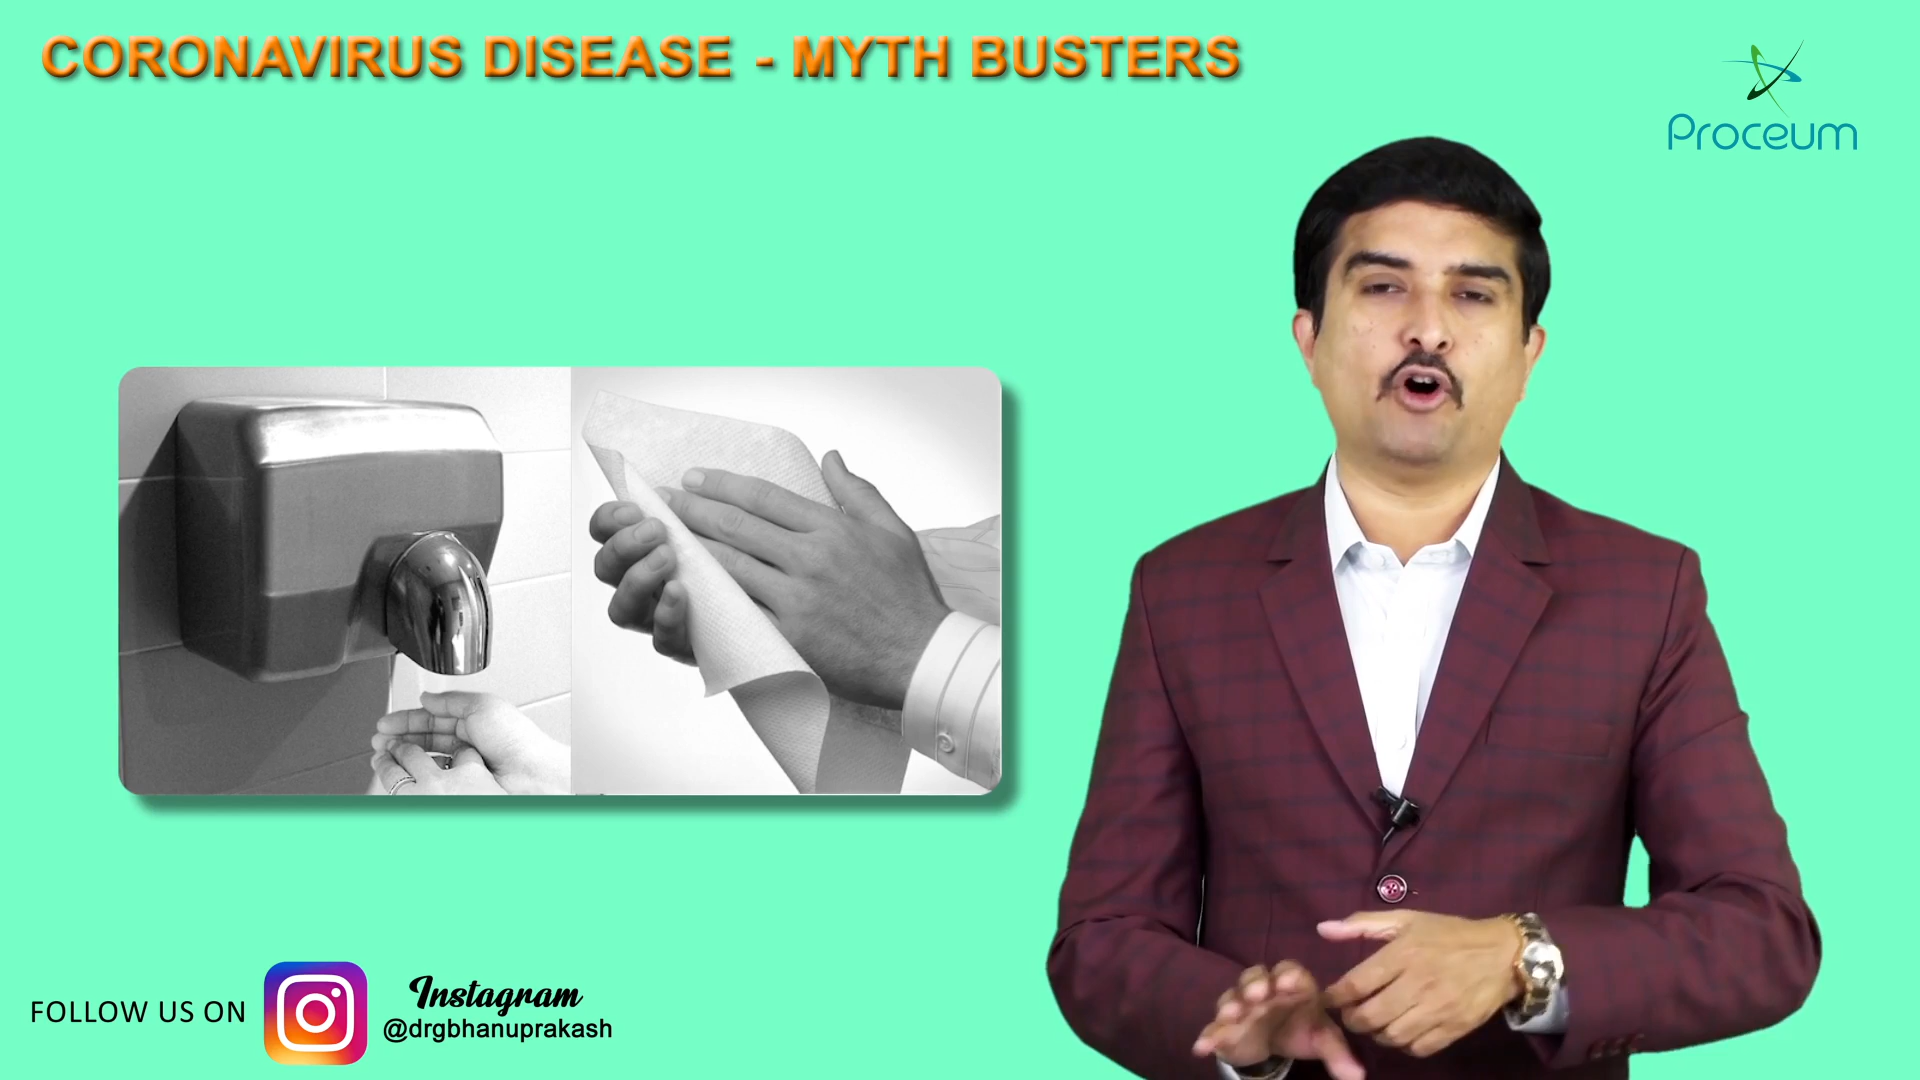 CORONAVIRUS DISEASE - MYTH BUSTERS
Proceum
FOLLOW US ON
Instagram
@drgbhanuprakash